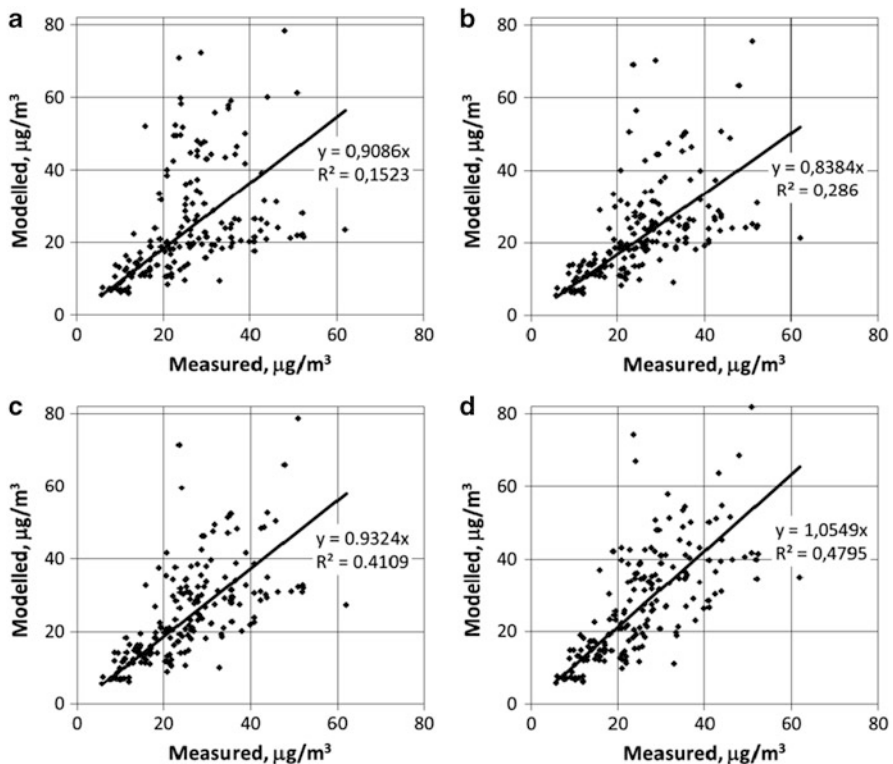 a
80
60
40
20
0
Modelled, µg/m³
y = 0,9086x
R² = 0,1523
0 20 40 60 80
Measured, µg/m³
b
80
60
40
20
0
Modelled, µg/m³
y = 0,8384x
R² = 0,286
0 20 40 60 80
Measured, µg/m³
c
80
60
40
20
0
Modelled, µg/m³
y = 0.9324x
R² = 0.4109
0 20 40 60 80
Measured, µg/m³
d
80
60
40
20
0
Modelled, µg/m³
y = 1,0549x
R² = 0,4795
0 20 40 60 80
Measured, µg/m³